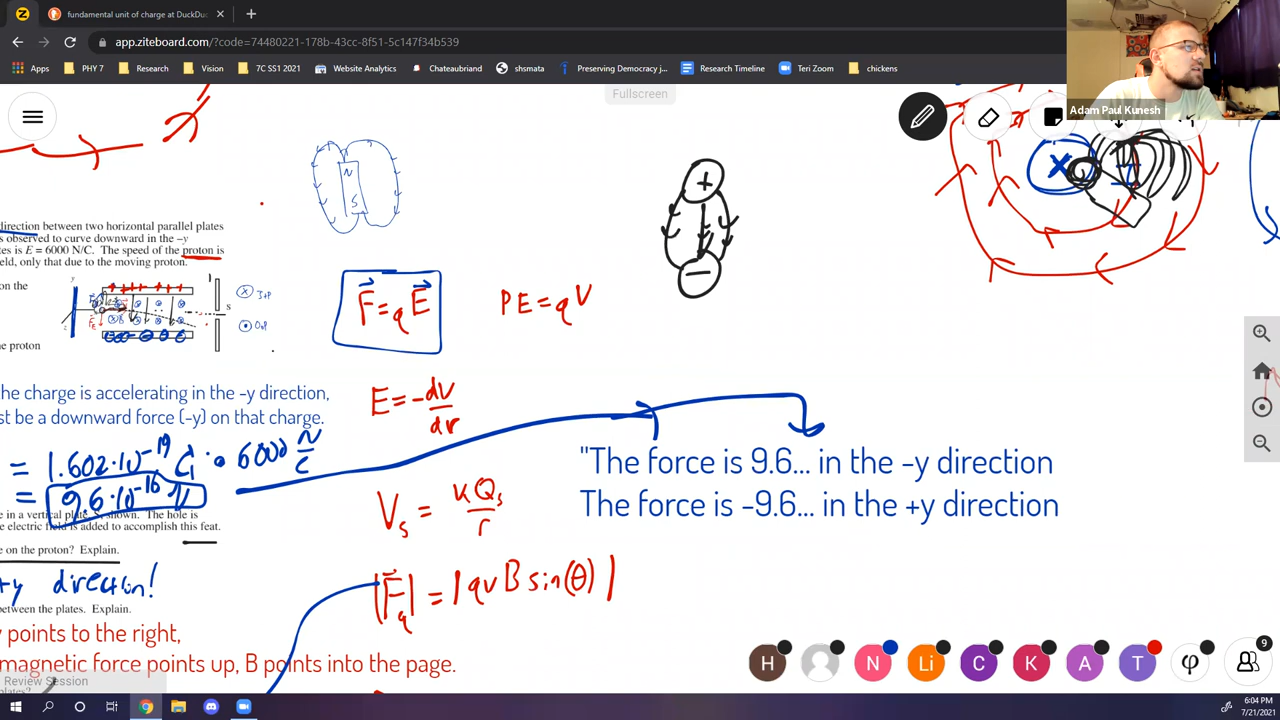 fundamental unit of charge at DuckDuc
app.ziteboard.com/?code=74480221-178b-43cc-8f51-5c147f34b539
Apps PHY 7 Research Vision 7C SS1 2021 Website Analytics Chateaubriand shsmata Preserving Democracy j... Research Timeline Teri Zoom chickens
Fullscreen
Adam Paul Kunesh
N
S
+
−
X
direction between two horizontal parallel plates
s observed to curve downward in the −y
tes is E = 6000 N/C. The speed of the proton is
eld, only that due to the moving proton.
on the
y
z
S
the proton
F = qE
PE = qV
the charge is accelerating in the -y direction,
st be a downward force (-y) on that charge.
E = -dV/dr
= 1.602·10^-19 C · 6000 N/C
= 9.6·10^-16 N
"The force is 9.6... in the -y direction
The force is -9.6... in the +y direction
Vs = kQs/r
e in a vertical plate, S, shown. The hole is
e electric field is added to accomplish this feat.
e on the proton? Explain.
+y direction!
|Fq| = |qvB sin(θ)|
between the plates. Explain.
y points to the right,
magnetic force points up, B points into the page.
Review Session
plates?
H N Li C K A T φ 9
6:04 PM
7/21/2021